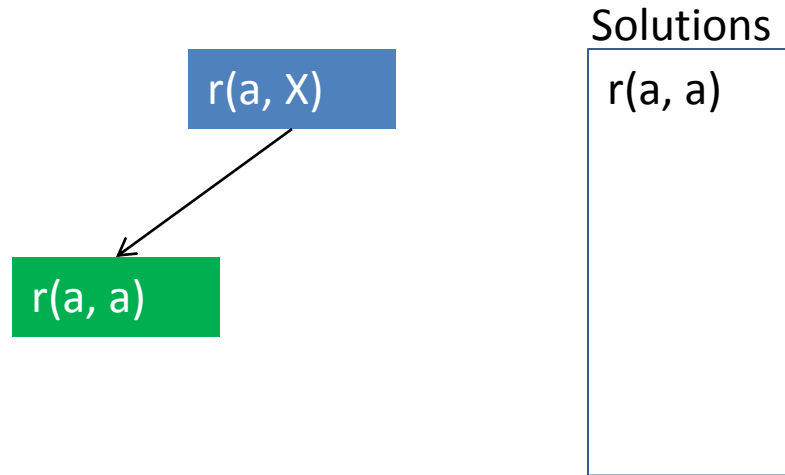 Solutions
r(a, X)
r(a, a)
r(a, a)